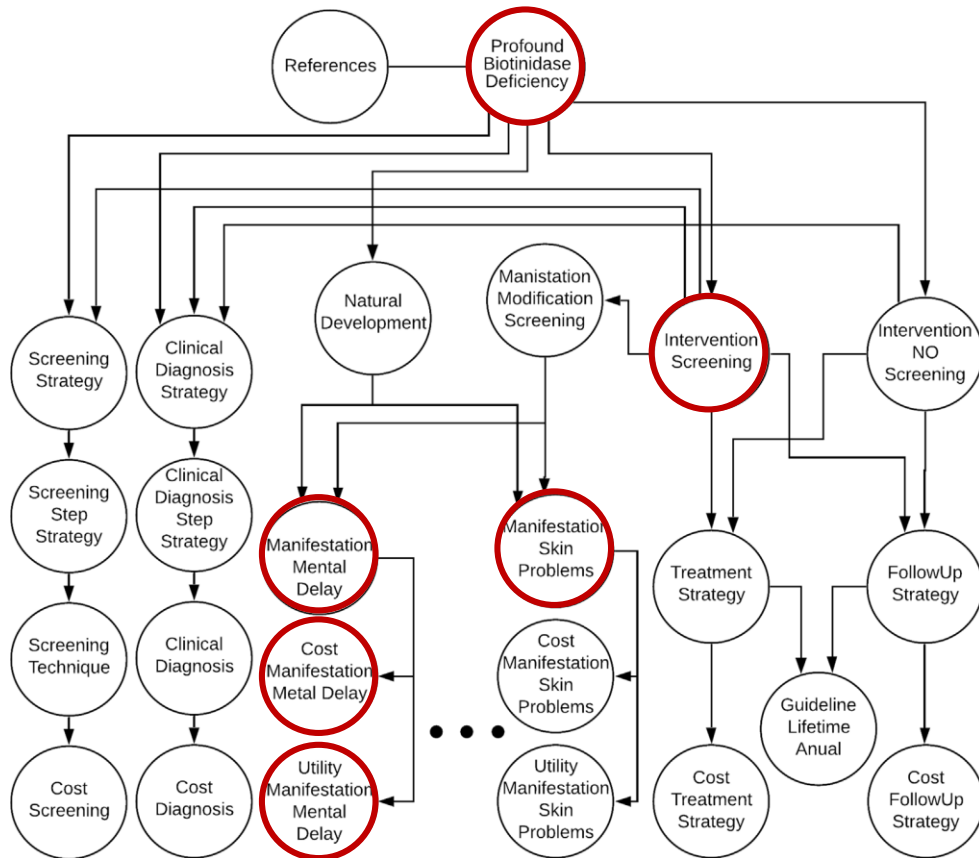 References
Profound
Biotinidase
Deficiency
Natural
Development
Manistation
Modification
Screening
Intervention
Screening
Intervention
NO
Screening
Screening
Strategy
Clinical
Diagnosis
Strategy
Screening
Step
Strategy
Clinical
Diagnosis
Step
Strategy
Manifestation
Mental
Delay
Manifestation
Skin
Problems
Treatment
Strategy
FollowUp
Strategy
Screening
Technique
Clinical
Diagnosis
Cost
Manifestation
Metal Delay
Cost
Manifestation
Skin
Problems
Guideline
Lifetime
Anual
Cost
Screening
Cost
Diagnosis
Utility
Manifestation
Mental
Delay
Utility
Manifestation
Skin
Problems
Cost
Treatment
Strategy
Cost
FollowUp
Strategy